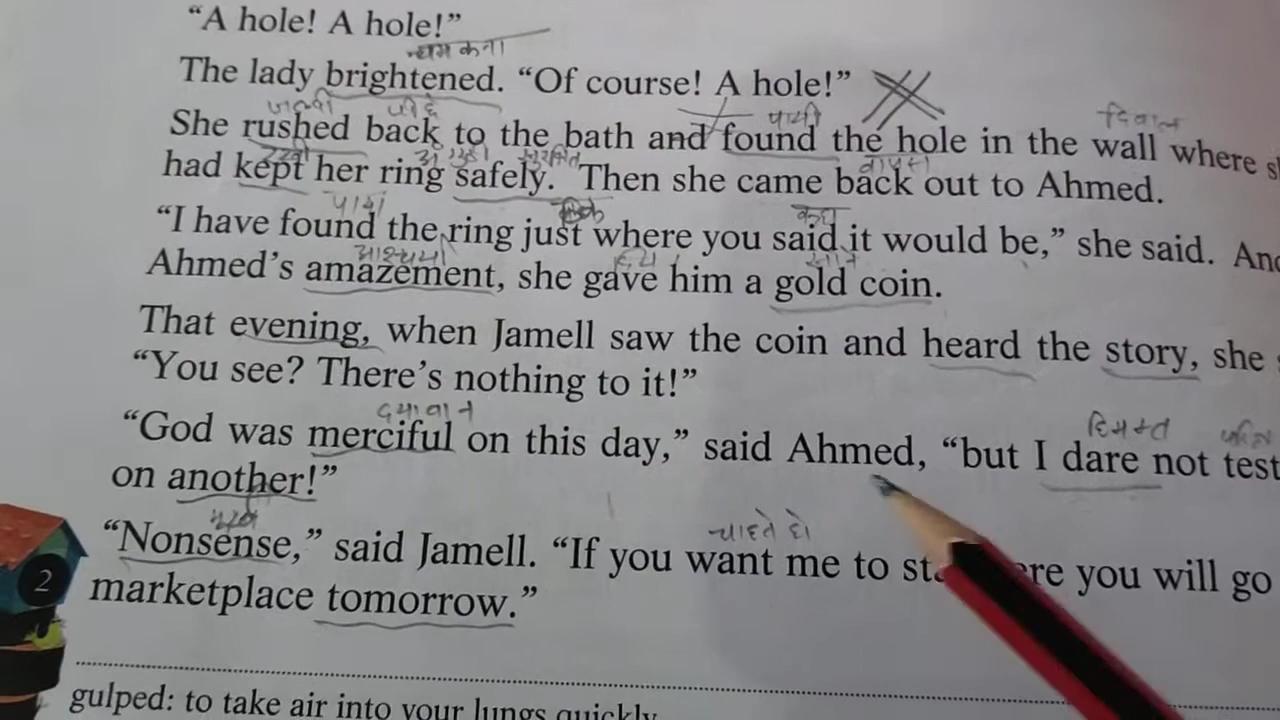 “A hole! A hole!”
The lady brightened. “Of course! A hole!”
दिवाल
She rushed back to the bath and found the hole in the wall where
had kept her ring safely. Then she came back out to Ahmed.
“I have found the ring just where you said it would be,” she said. And
Ahmed’s amazement, she gave him a gold coin.
That evening, when Jamell saw the coin and heard the story, she
“You see? There’s nothing to it!”
दयावान
“God was merciful on this day,” said Ahmed, “but I dare not test
on another!”
चाहते हो
“Nonsense,” said Jamell. “If you want me to you will go
2
marketplace tomorrow.”
gulped: to take air into your lungs quickly